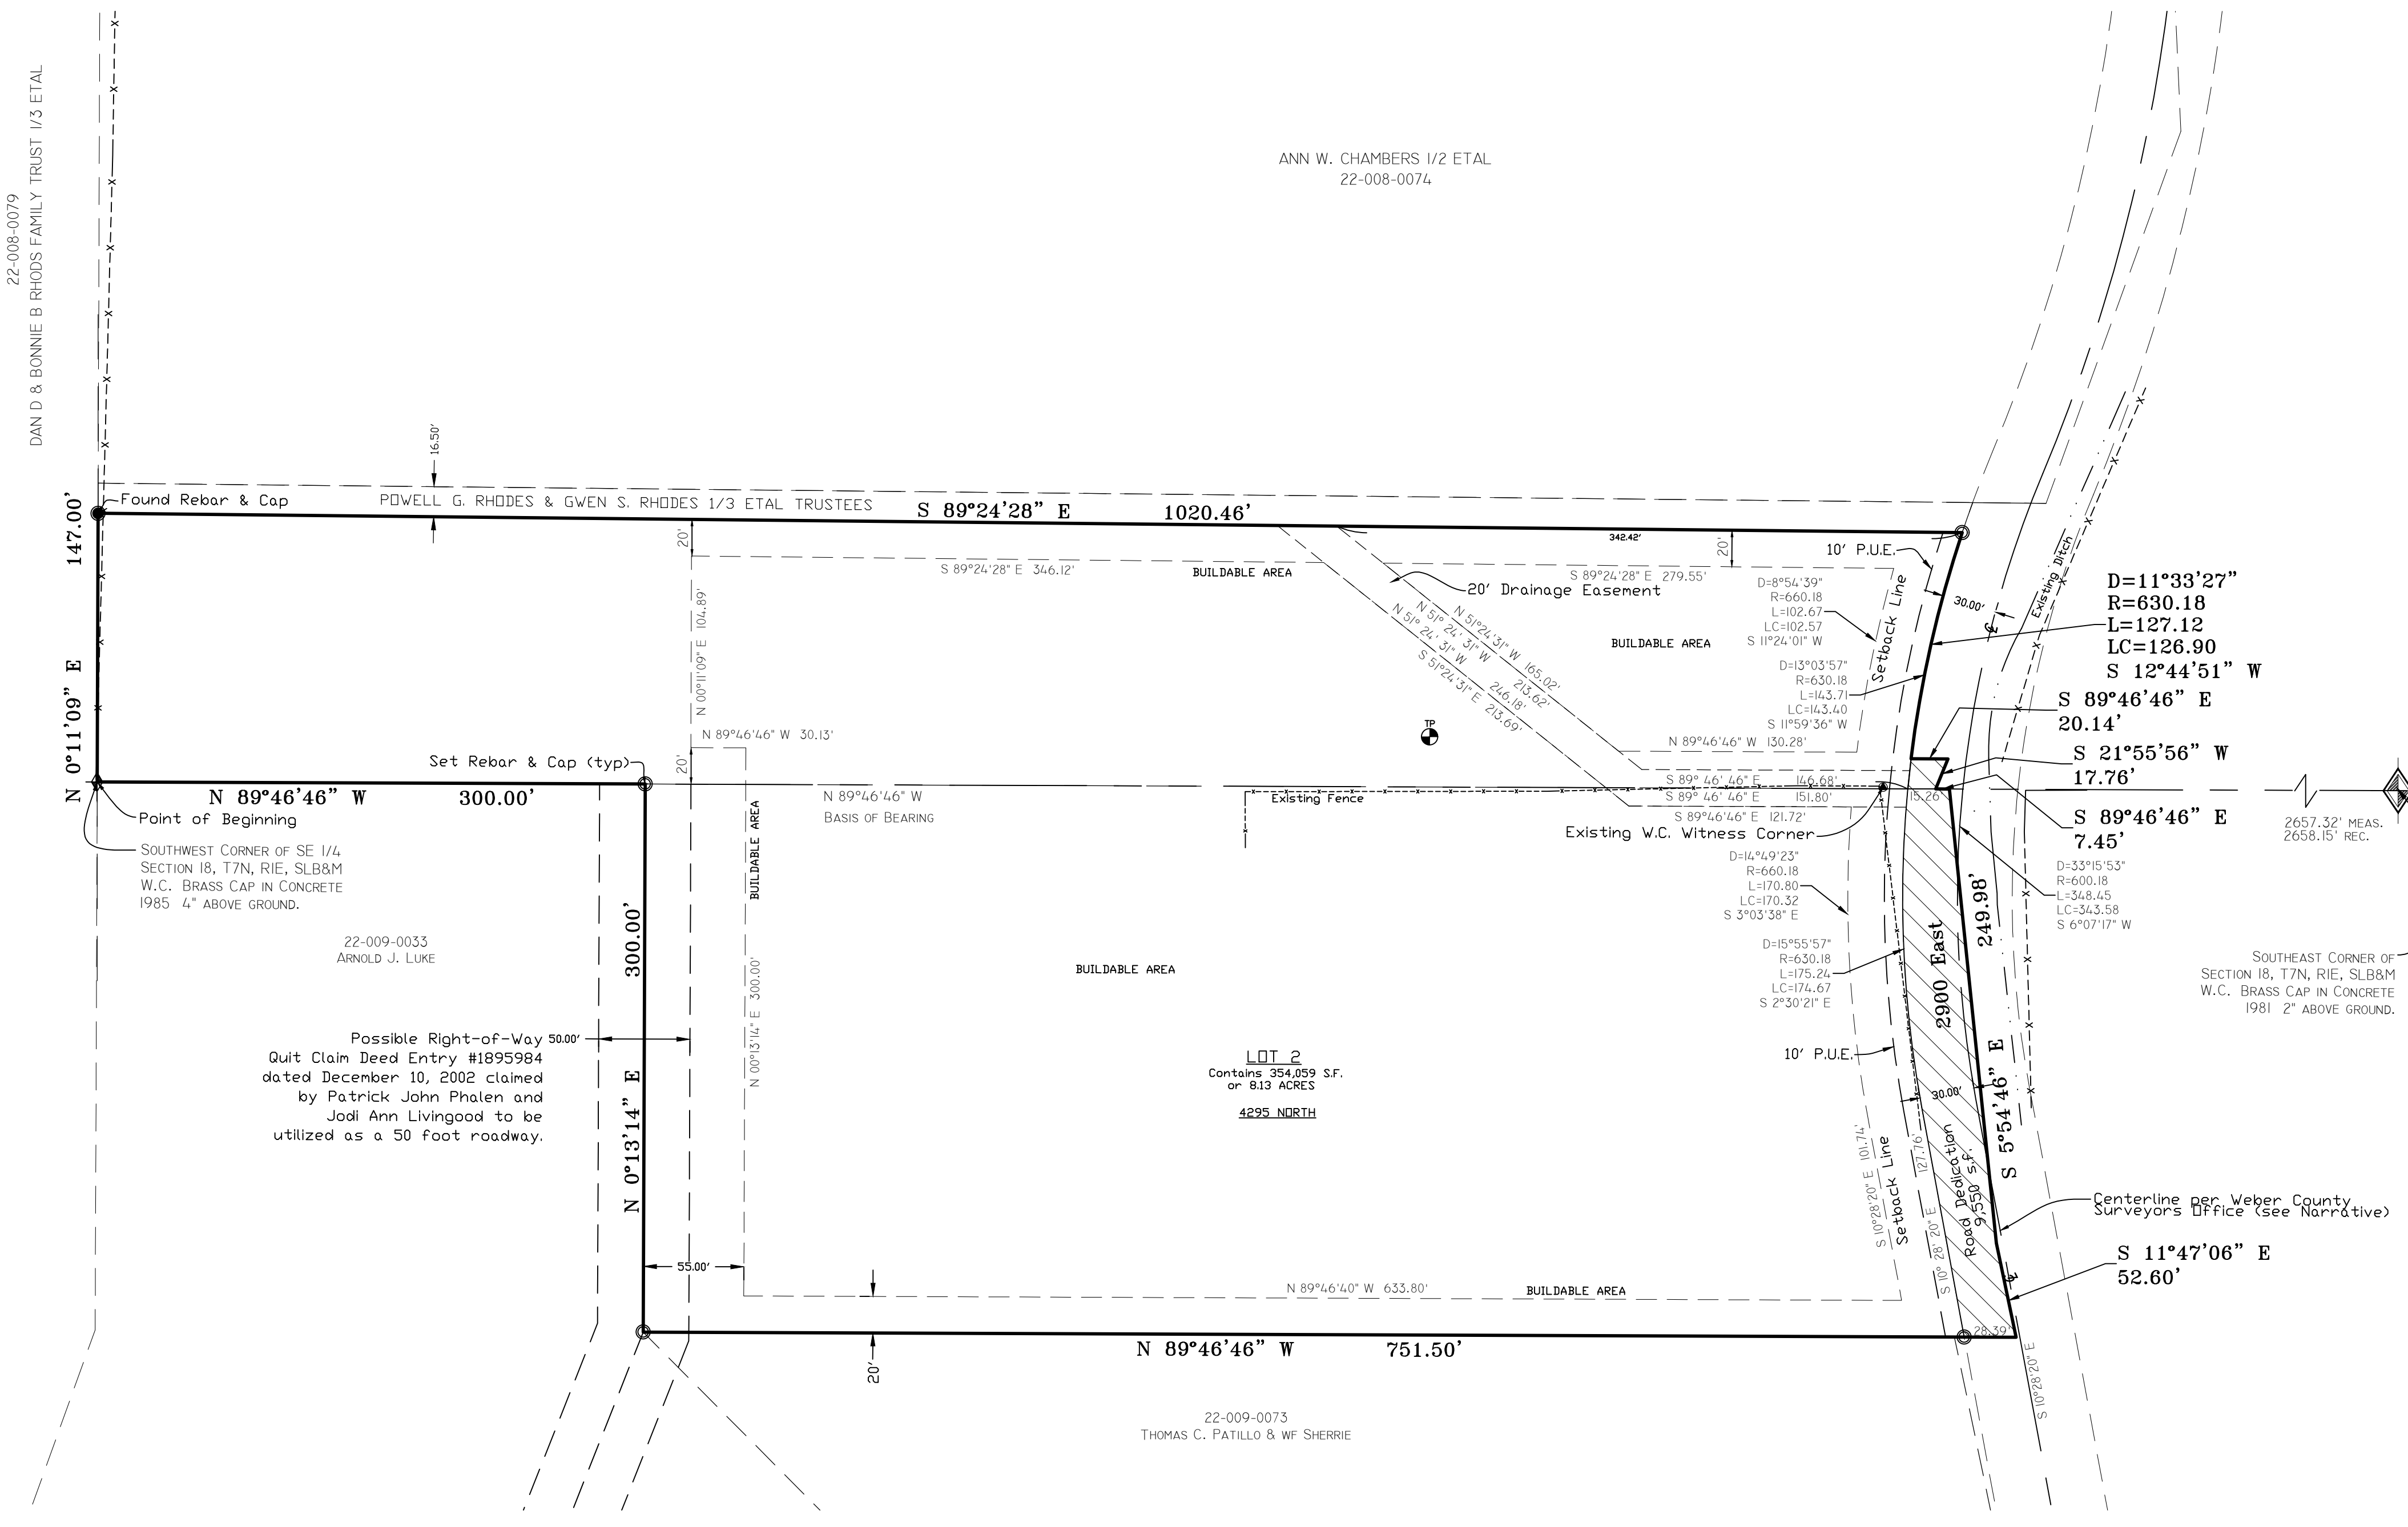 22-008-0079
DAN D & BONNIE B RHODS FAMILY TRUST 1/3 ETAL
ANN W. CHAMBERS 1/2 ETAL
22-008-0074
16.50'
Found Rebar & Cap
POWELL G. RHODES & GWEN S. RHODES 1/3 ETAL TRUSTEES
S 89°24'28" E 1020.46'
N 0°11'09" E 147.00'
20'
S 89°24'28" E 346.12'
BUILDABLE AREA
342.42'
20'
S 89°24'28" E 279.55'
10' P.U.E.
20' Drainage Easement
N 51°24'31" W 165.02'
N 51° 24' 31" W 213.62'
N 51° 24' 31" W 246.18'
S 51°24'31" E 213.69'
BUILDABLE AREA
D=8°54'39"
R=660.18
L=102.67
LC=102.57
S 11°24'01" W
Setback Line
D=13°03'57"
R=630.18
L=143.71
LC=143.40
S 11°59'36" W
N 89°46'46" W 130.28'
30.00'
Existing Ditch
D=11°33'27"
R=630.18
L=127.12
LC=126.90
S 12°44'51" W
S 89°46'46" E
20.14'
S 21°55'56" W
17.76'
S 89°46'46" E
7.45'
N 00°11'09" E 104.89'
N 89°46'46" W 30.13'
20'
TP
Set Rebar & Cap (typ)
N 89°46'46" W 300.00'
Point of Beginning
SOUTHWEST CORNER OF SE 1/4
SECTION 18, T7N, R1E, SLB&M
W.C. BRASS CAP IN CONCRETE
1985 4" ABOVE GROUND.
N 89°46'46" W
BASIS OF BEARING
Existing Fence
S 89° 46' 46" E 146.68'
S 89° 46' 46" E 151.80'
15.26'
S 89°46'46" E 121.72'
Existing W.C. Witness Corner
2657.32' MEAS.
2658.15' REC.
BUILDABLE AREA
D=14°49'23"
R=660.18
L=170.80
LC=170.32
S 3°03'38" E
D=33°15'53"
R=600.18
L=348.45
LC=343.58
S 6°07'17" W
22-009-0033
ARNOLD J. LUKE
N 0°13'14" E 300.00'
N 00°13'14" E 300.00'
BUILDABLE AREA
D=15°55'57"
R=630.18
L=175.24
LC=174.67
S 2°30'21" E
2900 East
249.98'
S 5°54'46" E
SOUTHEAST CORNER OF
SECTION 18, T7N, R1E, SLB&M
W.C. BRASS CAP IN CONCRETE
1981 2" ABOVE GROUND.
Possible Right-of-Way
50.00'
Quit Claim Deed Entry #1895984
dated December 10, 2002 claimed
by Patrick John Phalen and
Jodi Ann Livingood to be
utilized as a 50 foot roadway.
LOT 2
Contains 354,059 S.F.
or 8.13 ACRES
4295 NORTH
10' P.U.E.
30.00'
S 10°28'20" E 101.74'
Setback Line
S 10° 28' 20" E 127.76'
Road Dedication
9,550 s.f.
Centerline per Weber County
Surveyors Office (see Narrative)
S 11°47'06" E
52.60'
55.00'
N 89°46'40" W 633.80'
BUILDABLE AREA
28.39'
N 89°46'46" W 751.50'
20'
S 10°28'20" E
22-009-0073
THOMAS C. PATILLO & WF SHERRIE